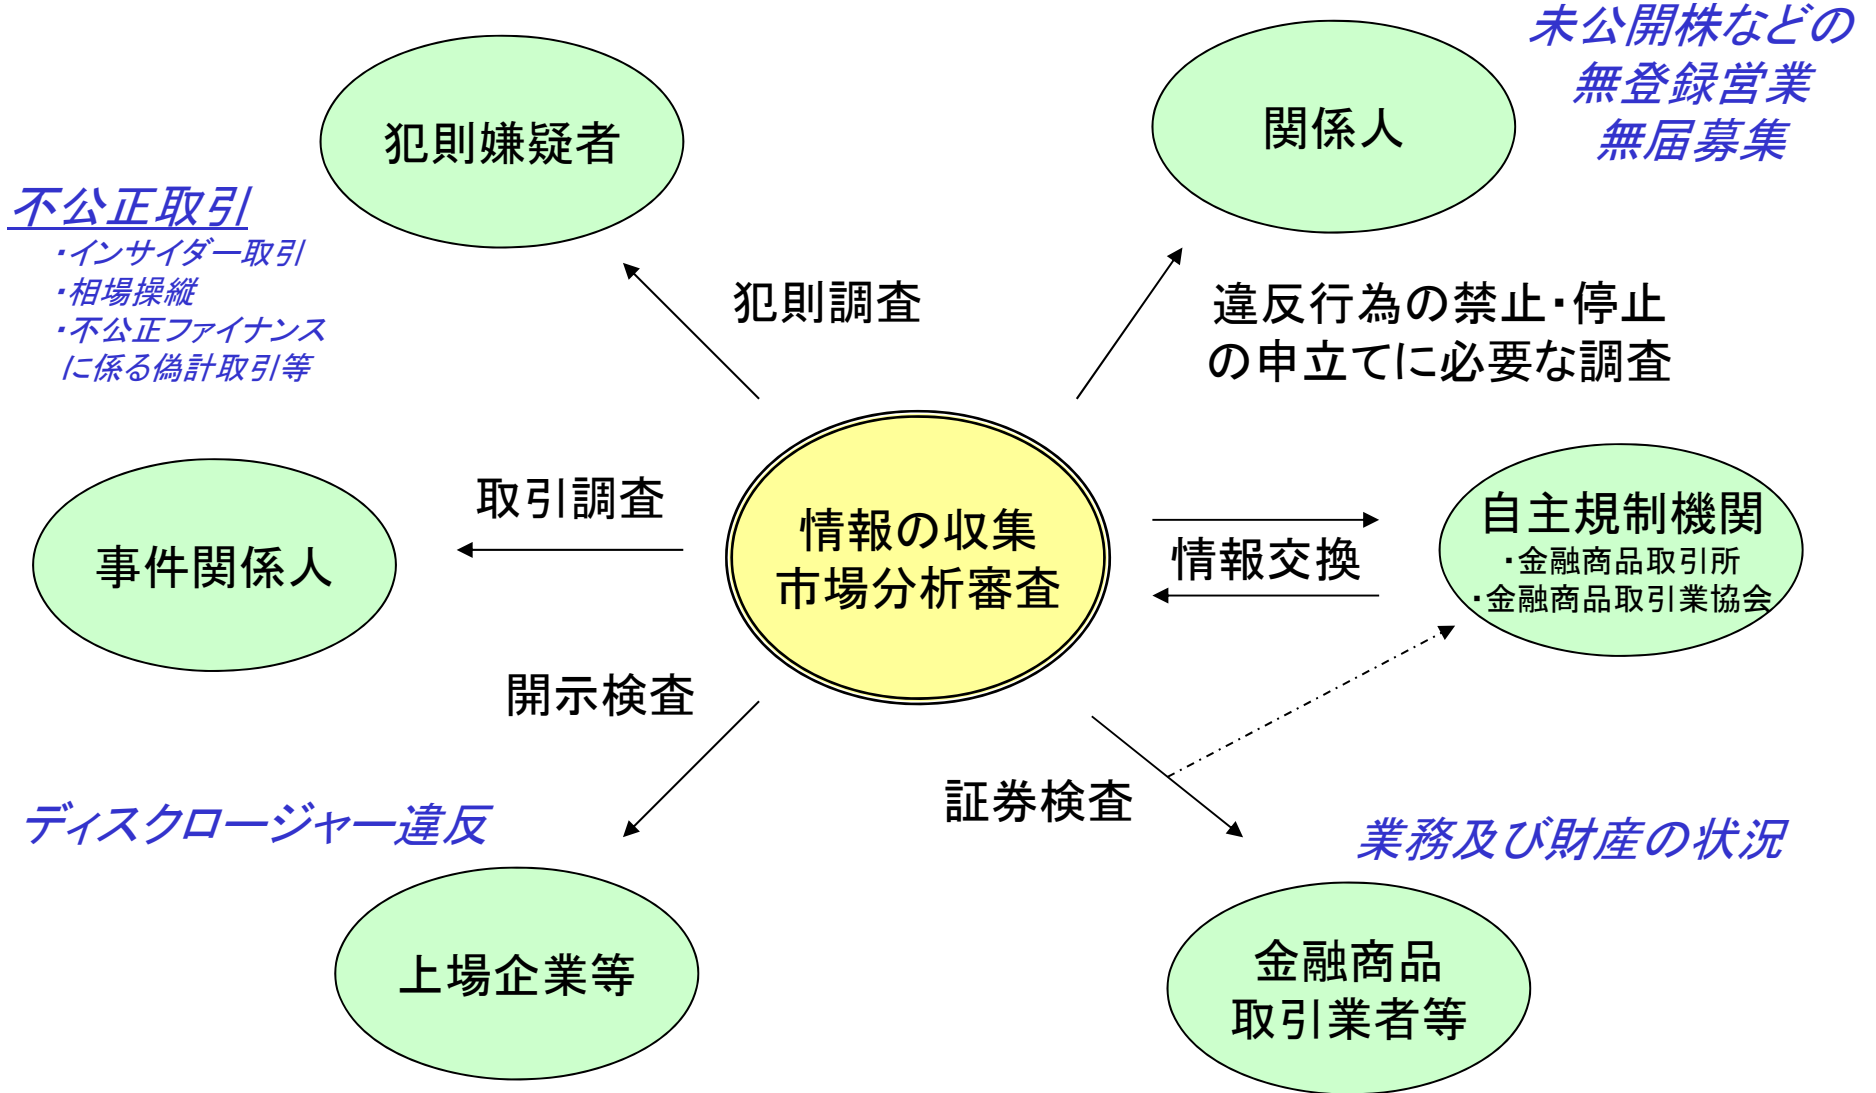 未公開株などの
無登録営業
無届募集
犯則嫌疑者
関係人
不公正取引
・インサイダー取引
・相場操縦
・不公正ファイナンス
に係る偽計取引等
犯則調査
違反行為の禁止・停止
の申立てに必要な調査
取引調査
事件関係人
情報の収集
市場分析審査
情報交換
自主規制機関
・金融商品取引所
・金融商品取引業協会
開示検査
証券検査
ディスクロージャー違反
業務及び財産の状況
上場企業等
金融商品
取引業者等